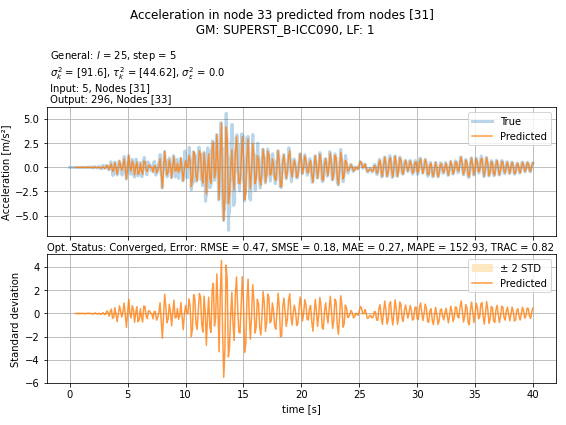 Acceleration in node 33 predicted from nodes [31]
GM: SUPERST_B-ICC090, LF: 1
General: l = 25, step = 5
σ²ₖ = [91.6], τ²ₖ = [44.62], σ²ε = 0.0
Input: 5, Nodes [31]
Output: 296, Nodes [33]
Acceleration [m/s²]
5.0
2.5
0.0
−2.5
−5.0
True
Predicted
Opt. Status: Converged, Error: RMSE = 0.47, SMSE = 0.18, MAE = 0.27, MAPE = 152.93, TRAC = 0.82
Standard deviation
4
2
0
−2
−4
−6
± 2 STD
Predicted
0 5 10 15 20 25 30 35 40
time [s]